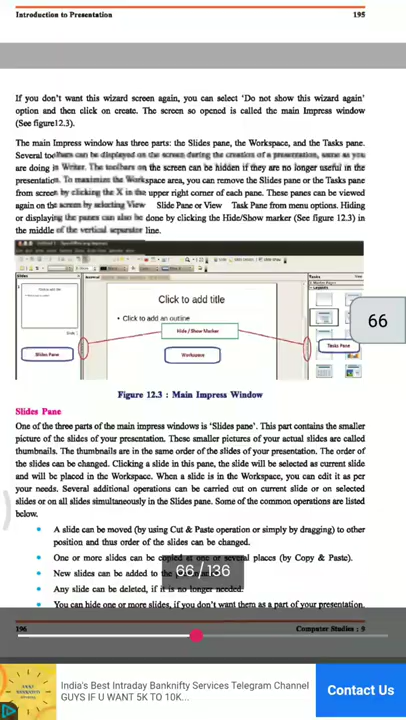 Introduction to Presentation 195
If you don't want this wizard screen again, you can select 'Do not show this wizard again'
option and then click on create. The screen so opened is called the main Impress window
(See figure12.3).
The main Impress window has three parts: the Slides pane, the Workspace, and the Tasks pane.
Several toolbars can be displayed on the screen during the creation of a presentation, same as you
are doing in Writer. The toolbars on the screen can be hidden if they are no longer useful in the
presentation. To maximize the Workspace area, you can remove the Slides pane or the Tasks pane
from screen by clicking the X in the upper right corner of each pane. These panes can be viewed
again on the screen by selecting View Slide Pane or View Task Pane from menu options. Hiding
or displaying the panes can also be done by clicking the Hide/Show marker (See figure 12.3) in
the middle of the vertical separator line.
Slides
Tasks
Click to add title
• Click to add an outline
Hide / Show Marker
Slides Pane
Workspace
Tasks Pane
66
Figure 12.3 : Main Impress Window
Slides Pane
One of the three parts of the main impress windows is 'Slides pane'. This part contains the smaller
picture of the slides of your presentation. These smaller pictures of your actual slides are called
thumbnails. The thumbnails are in the same order of the slides of your presentation. The order of
the slides can be changed. Clicking a slide in this pane, the slide will be selected as current slide
and will be placed in the Workspace. When a slide is in the Workspace, you can edit it as per
your needs. Several additional operations can be carried out on current slide or on selected
slides or on all slides simultaneously in the Slides pane. Some of the common operations are listed
below.
• A slide can be moved (by using Cut & Paste operation or simply by dragging) to other
position and thus order of the slides can be changed.
• One or more slides can be copied at one or several places (by Copy & Paste).
• New slides can be added to the
66 /136
• Any slide can be deleted, if it is no longer needed.
• You can hide one or more slides, if you don't want them as a part of your presentation.
196 Computer Studies : 9
India's Best Intraday Banknifty Services Telegram Channel
GUYS IF U WANT 5K TO 10K...
Contact Us